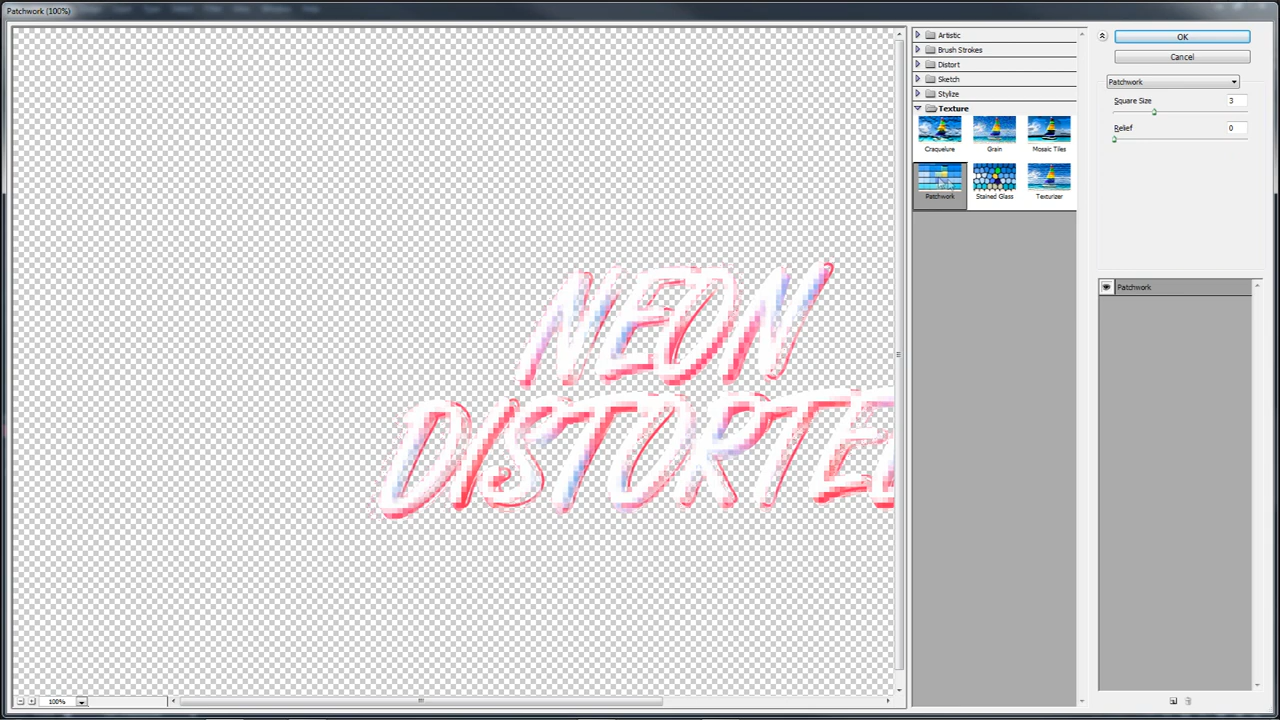 Patchwork (100%)
NEON
DISTORTED
100%
Artistic
Brush Strokes
Distort
Sketch
Stylize
Texture
Craquelure
Grain
Mosaic Tiles
Patchwork
Stained Glass
Texturizer
OK
Cancel
Patchwork
Square Size
3
Relief
0
Patchwork